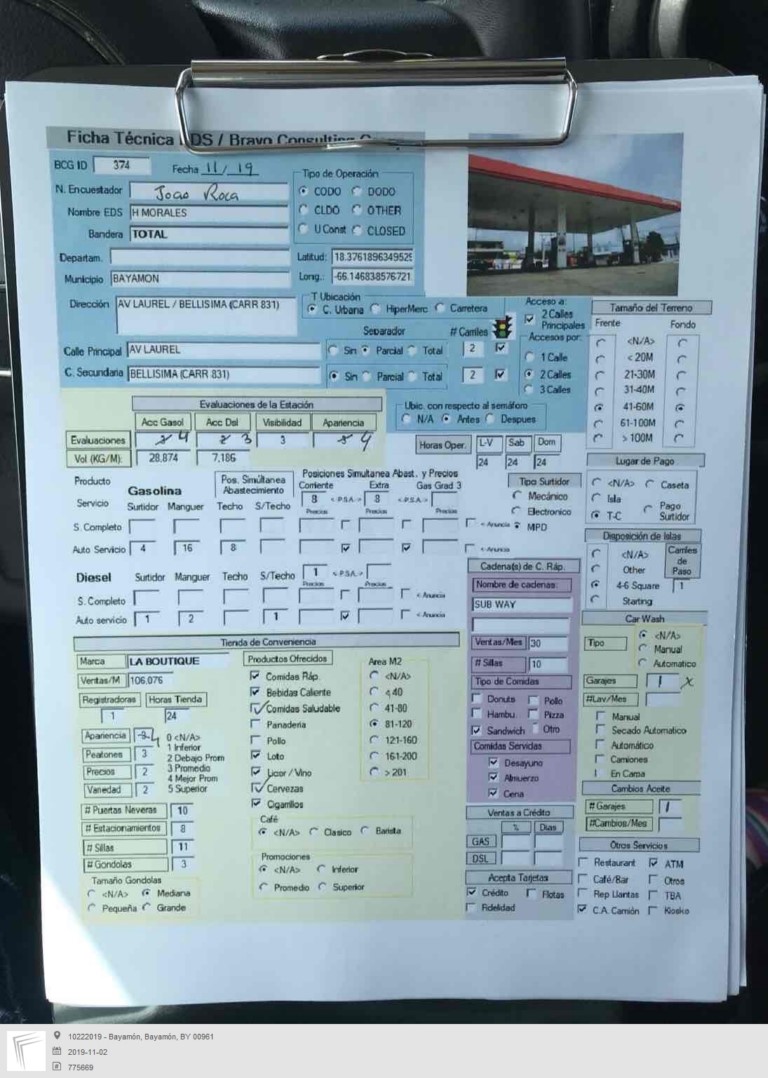 Ficha Técnica EDS / Bravo Consulting
BCG ID 374 Fecha 11/19
N. Encuestador Joao Roca
Nombre EDS H MORALES
Bandera TOTAL
Departam.
Municipio BAYAMON
Tipo de Operación
CODO DODO
CLDO OTHER
U Const CLOSED
Latitud: 18.3761896349525
Long.: -66.146838576721
Dirección AV LAUREL / BELLISIMA (CARR 831)
T Ubicación
C. Urbana HiperMerc Carretera
Separador # Carriles
Calle Principal AV LAUREL Sin Parcial Total 2
C. Secundaria BELLISIMA (CARR 831) Sin Parcial Total 2
Acceso a:
2 Calles
Principales
Accesos por:
1 Calle
2 Calles
3 Calles
Tamaño del Terreno
Frente Fondo
<N/A>
< 20M
21-30M
31-40M
41-60M
61-100M
> 100M
Evaluaciones de la Estación
Acc Gasol Acc Dsl Visibilidad Apariencia
Evaluaciones 4 3 3 4
Vol (KG/M): 28,874 7,186
Ubic. con respecto al semáforo
N/A Antes Despues
Horas Oper. L-V Sab Dom
24 24 24
Lugar de Pago
<N/A> Caseta
Isla
T-C Pago
Surtidor
Producto
Servicio
Gasolina
Surtidor Manguer
Pos. Simultánea
Abastecimiento
Techo S/Techo
Posiciones Simultanea Abast. y Precios
Corriente Extra Gas Grad 3
8 <-P.S.A.-> 8 <-P.S.A.->
Precios Precios Precios
S. Completo <-Anuncia
Auto Servicio 4 16 8 <-Anuncia
Tipo Surtidor
Mecánico
Electronico
MPD
Disposición de Islas
<N/A>
Other
4-6 Square
Starting
Carriles
de
Paso
1
Diesel Surtidor Manguer Techo S/Techo 1 <-P.S.A.->
Precios Precios
S. Completo <-Anuncia
Auto servicio 1 2 1 <-Anuncia
Cadena(s) de C. Ráp.
Nombre de cadenas:
SUB WAY
Ventas/Mes 30
# Sillas 10
Tipo de Comidas
Donuts Pollo
Hambu. Pizza
Sandwich Otro
Comidas Servidas
Desayuno
Almuerzo
Cena
Ventas a Crédito
% Dias
GAS
DSL
Acepta Tarjetas
Crédito Flotas
Fidelidad
Car Wash
Tipo <N/A>
Manual
Automatico
Garajes 1 x
#Lav/Mes
Manual
Secado Automatico
Automático
Camiones
En Cama
Cambios Aceite
#Garajes 1
#Cambios/Mes
Otros Servicios
Restaurant ATM
Café/Bar Otros
Rep Llantas TBA
C.A. Camión Kiosko
Tienda de Conveniencia
Marca LA BOUTIQUE
Ventas/M 106,076
Registradoras Horas Tienda
1 24
Apariencia 4
Peatones 3
Precios 2
Variedad 2
0 <N/A>
1 Inferior
2 Debajo Prom
3 Promedio
4 Mejor Prom
5 Superior
# Puertas Neveras 10
# Estacionamientos 8
# Sillas 11
# Gondolas 3
Tamaño Gondolas
<N/A> Mediana
Pequeña Grande
Productos Ofrecidos
Comidas Ráp.
Bebidas Caliente
Comidas Saludable
Panaderia
Pollo
Loto
Licor / Vino
Cervezas
Cigarrillos
Area M2
<N/A>
< 40
41-80
81-120
121-160
161-200
> 201
Café
<N/A> Clasico Barista
Promociones
<N/A> Inferior
Promedio Superior
10222019 - Bayamón, Bayamón, BY 00961
2019-11-02
775669